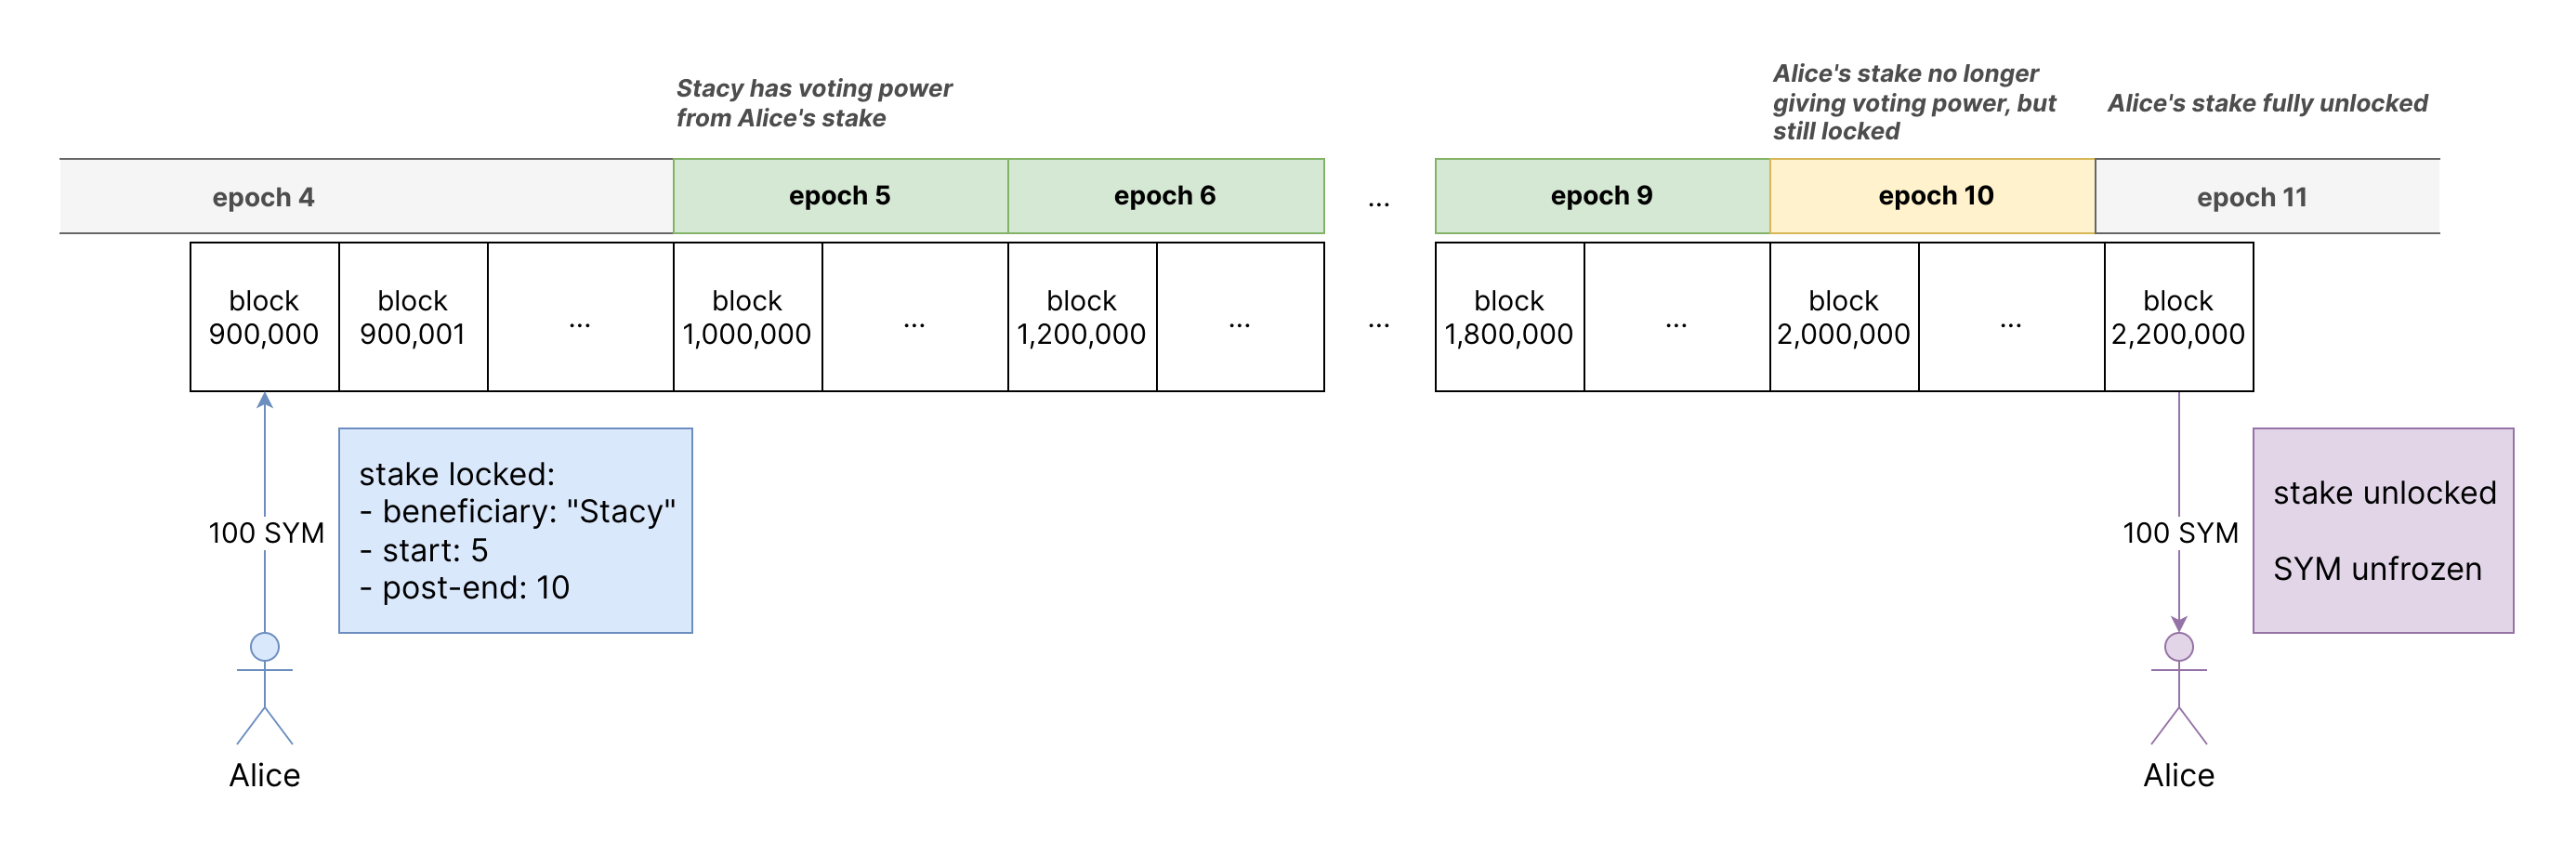 Stacy has voting power
from Alice's stake
Alice's stake no longer
giving voting power, but
still locked
Alice's stake fully unlocked
epoch 4
epoch 5
epoch 6
...
epoch 9
epoch 10
epoch 11
block
900,000
block
900,001
...
block
1,000,000
...
block
1,200,000
...
...
block
1,800,000
...
block
2,000,000
...
block
2,200,000
100 SYM
stake locked:
- beneficiary: "Stacy"
- start: 5
- post-end: 10
Alice
100 SYM
stake unlocked
SYM unfrozen
Alice